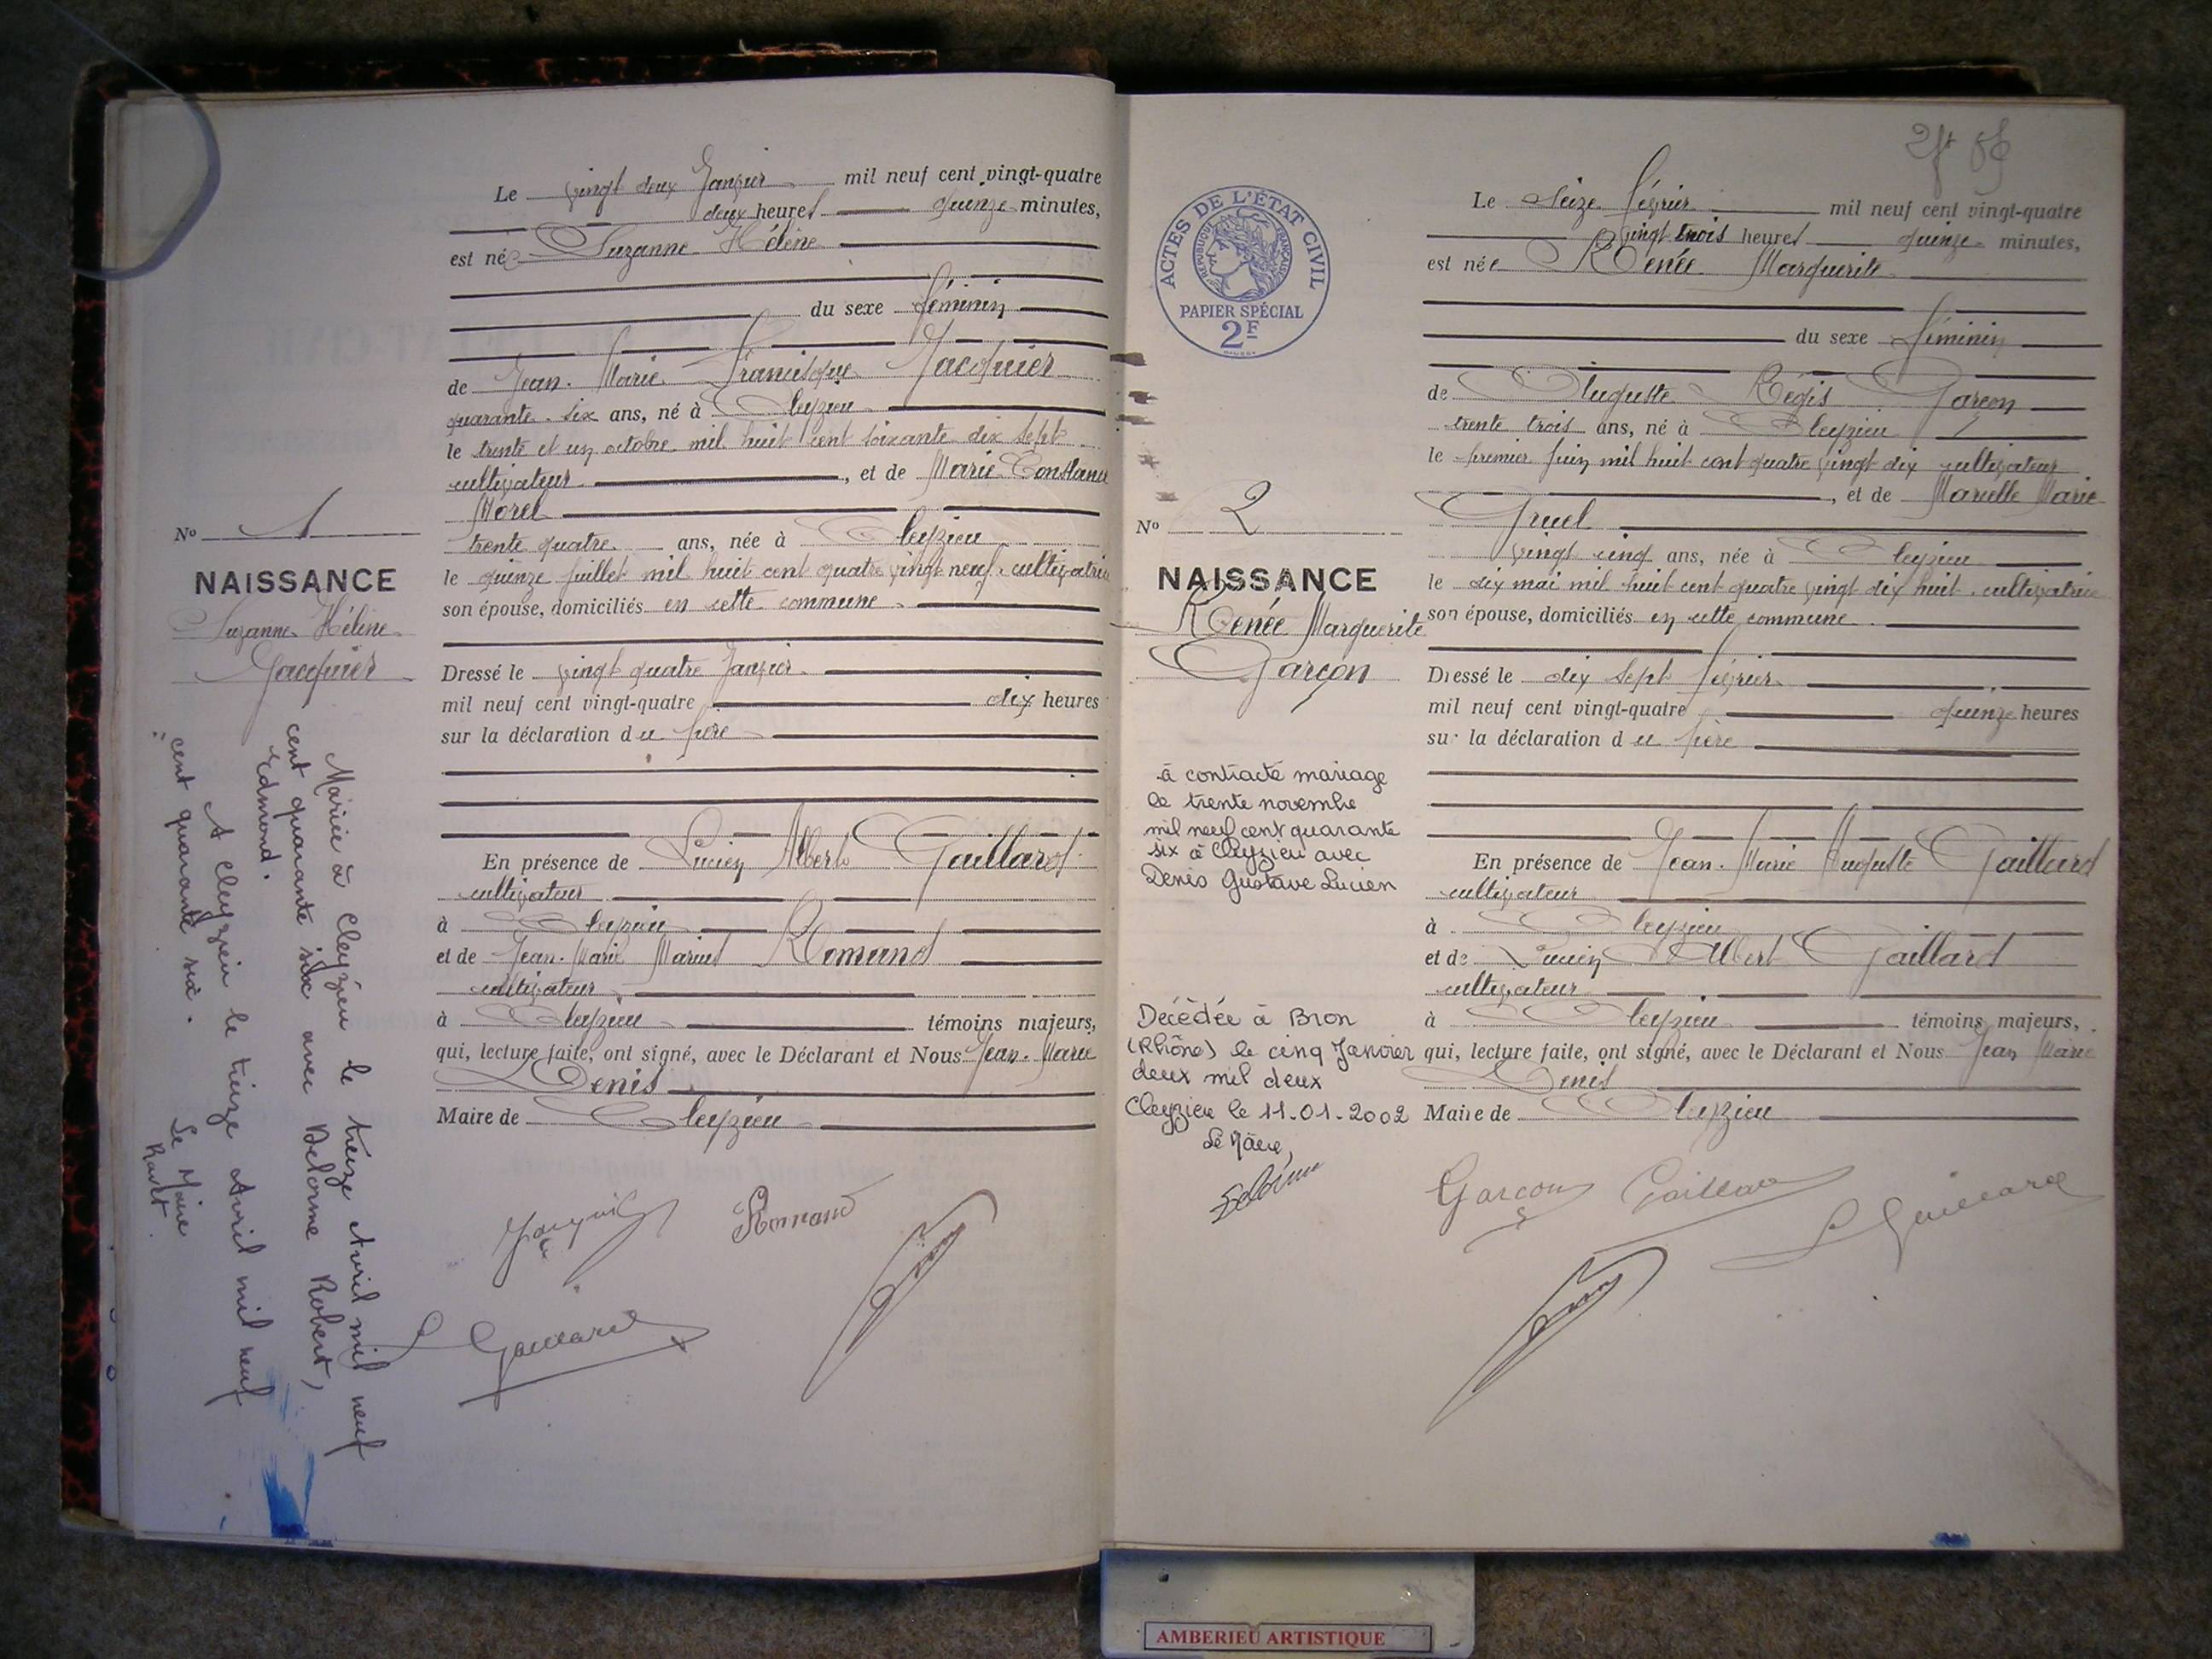 Le vingt deux Janvier mil neuf cent vingt-quatre
deux heures quinze minutes,
est née Suzanne Hélène
du sexe féminin
de Jean-Marie Francisque Jacquier
quarante-six ans, né à Cleyzieu
le trente et un octobre mil huit cent soixante dix sept
cultivateur, et de Marie Constance
Morel
trente quatre ans, née à Cleyzieu
le quinze juillet mil huit cent quatre vingt neuf, cultivatrice
son épouse, domiciliés en cette commune
Dressé le vingt quatre Janvier
mil neuf cent vingt-quatre dix heures
sur la déclaration du père
En présence de Lucien Albert Gaillard
cultivateur
à Cleyzieu
et de Jean-Marie Marius Romand
cultivateur
à Cleyzieu témoins majeurs,
qui, lecture faite, ont signé, avec le Déclarant et Nous Jean-Marie
Denis
Maire de Cleyzieu
Jacquier
Romand
L Gaillard
No 1
NAISSANCE
Suzanne Hélène
Jacquier
Mariée à Cleyzieu le treize Avril mil neuf
cent quarante six avec Delorme Robert,
Edmond.
A Cleyzieu le treize Avril mil neuf
cent quarante six.
Le Maire
Ravet
2ft 85
ACTES DE L'ÉTAT CIVIL
RÉPUBLIQUE FRANÇAISE
PAPIER SPÉCIAL
2F
Le Seize février mil neuf cent vingt-quatre
vingt trois heures quinze minutes,
est née Renée Marguerite
du sexe féminin
de Auguste Régis Garçon
trente trois ans, né à Cleyzieu
le premier juin mil huit cent quatre vingt dix cultivateur
, et de Marcelle Marie
Gruel
vingt cinq ans, née à Cleyzieu
le dix mai mil huit cent quatre vingt dix huit, cultivatrice
son épouse, domiciliés en cette commune
Dressé le dix sept février
mil neuf cent vingt-quatre quinze heures
sur la déclaration du père
En présence de Jean-Marie Auguste Gaillard
cultivateur
à Cleyzieu
et de Lucien Albert Gaillard
cultivateur
à Cleyzieu témoins majeurs,
qui, lecture faite, ont signé, avec le Déclarant et Nous Jean Marie
Denis
Maire de Cleyzieu
Garçon
Gaillard
L Gaillard
No 2
NAISSANCE
Renée Marguerite
Garçon
à contracté mariage
le trente novembre
mil neuf cent quarante
six à Cleyzieu avec
Denis Gustave Lucien
Décédée à Bron
(Rhône) le cinq Janvier
deux mil deux
Cleyzieu le 11-01-2002
Le Maire,
AMBERIEU ARTISTIQUE